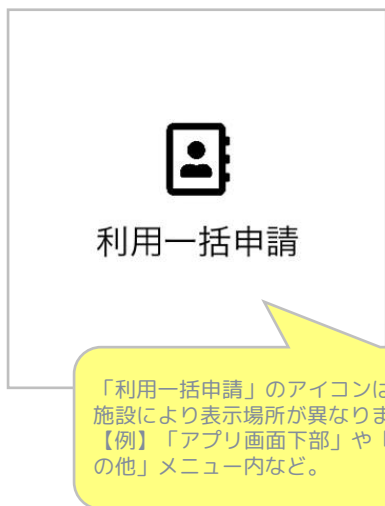 利用一括申請
「利用一括申請」のアイコンは
施設により表示場所が異なりま
【例】「アプリ画面下部」や「
の他」メニュー内など。